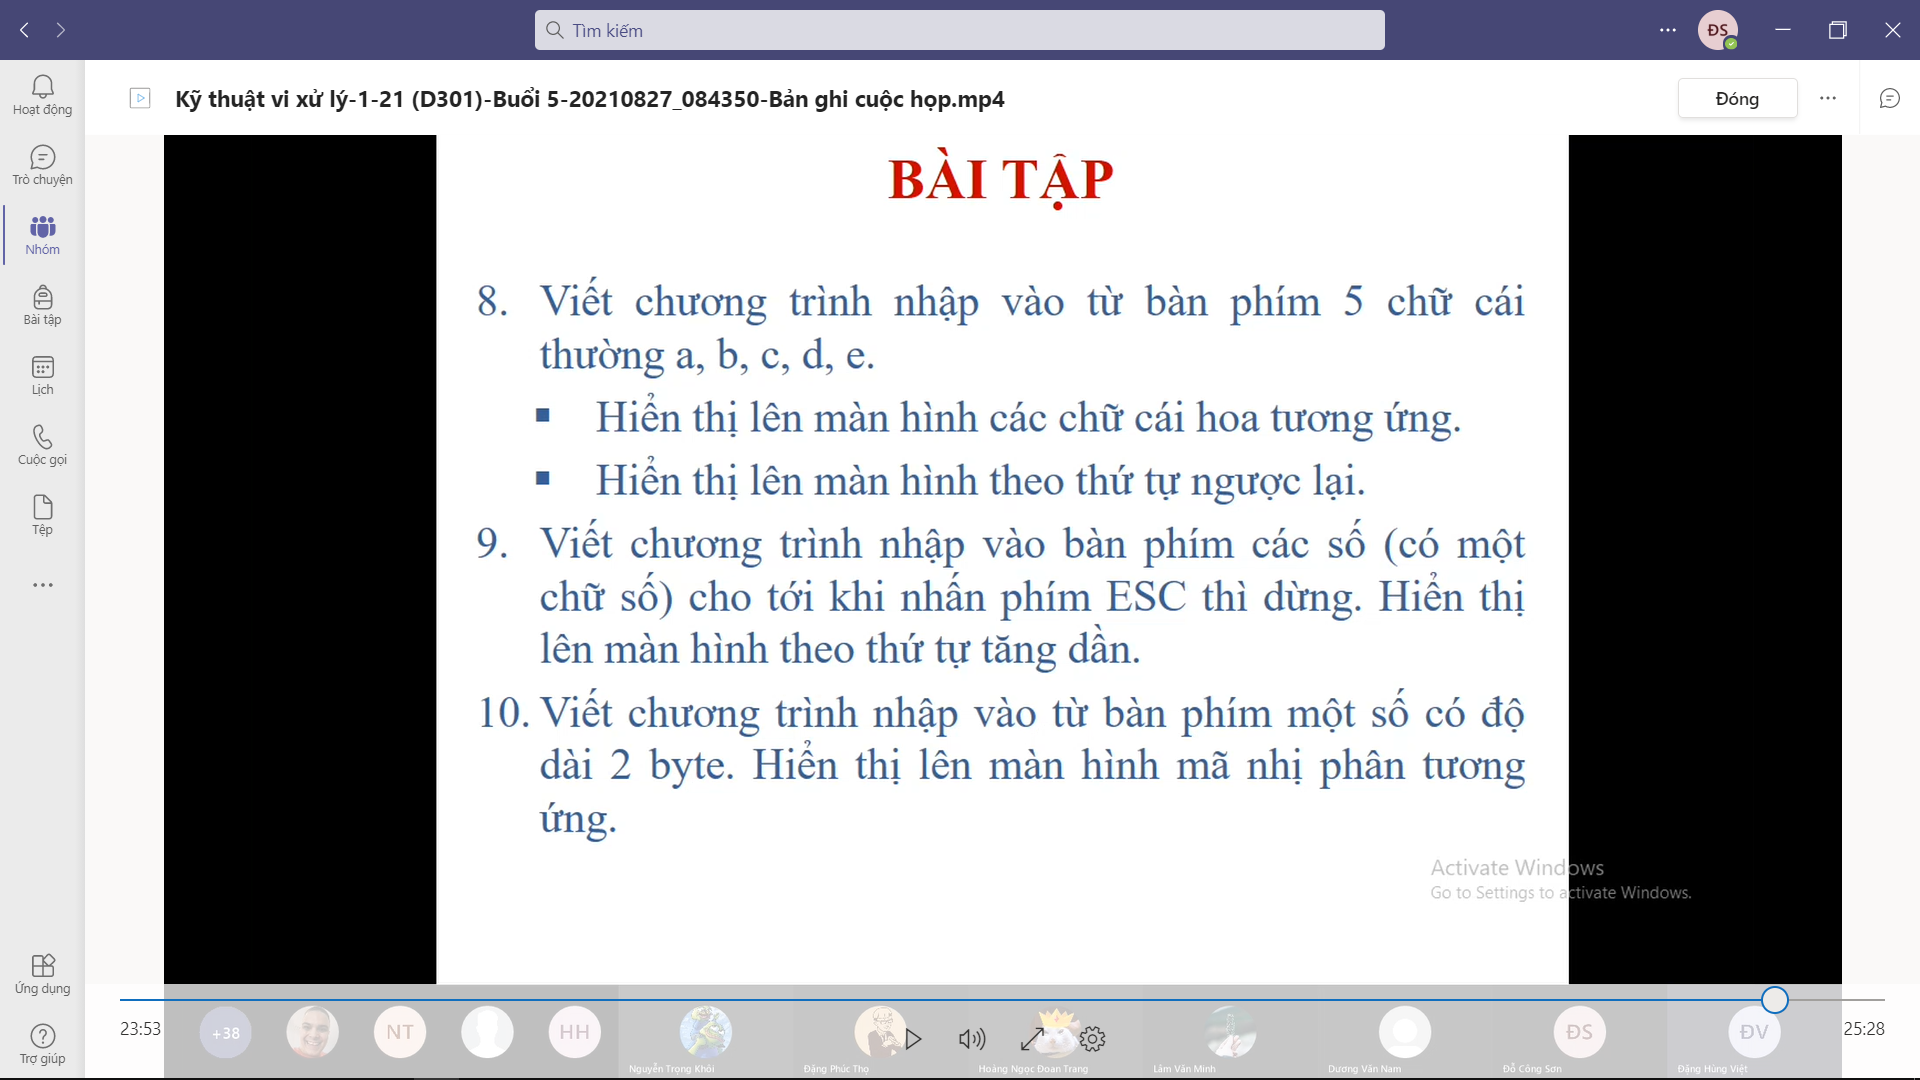 Tìm kiếm
ĐS
Hoạt động
Trò chuyện
Nhóm
Bài tập
Lịch
Cuộc gọi
Tệp
Ứng dụng
Trợ giúp
Kỹ thuật vi xử lý-1-21 (D301)-Buổi 5-20210827_084350-Bản ghi cuộc họp.mp4
Đóng
BÀI TẬP
8. Viết chương trình nhập vào từ bàn phím 5 chữ cái
thường a, b, c, d, e.
▪ Hiển thị lên màn hình các chữ cái hoa tương ứng.
▪ Hiển thị lên màn hình theo thứ tự ngược lại.
9. Viết chương trình nhập vào bàn phím các số (có một
chữ số) cho tới khi nhấn phím ESC thì dừng. Hiển thị
lên màn hình theo thứ tự tăng dần.
10. Viết chương trình nhập vào từ bàn phím một số có độ
dài 2 byte. Hiển thị lên màn hình mã nhị phân tương
ứng.
Activate Windows
Go to Settings to activate Windows.
23:53
+38
NT
HH
ĐS
ĐV
25:28
Nguyễn Trọng Khôi
Đặng Phúc Thọ
Hoàng Ngọc Đoan Trang
Lâm Văn Minh
Dương Văn Nam
Đỗ Công Sơn
Đặng Hùng Việt